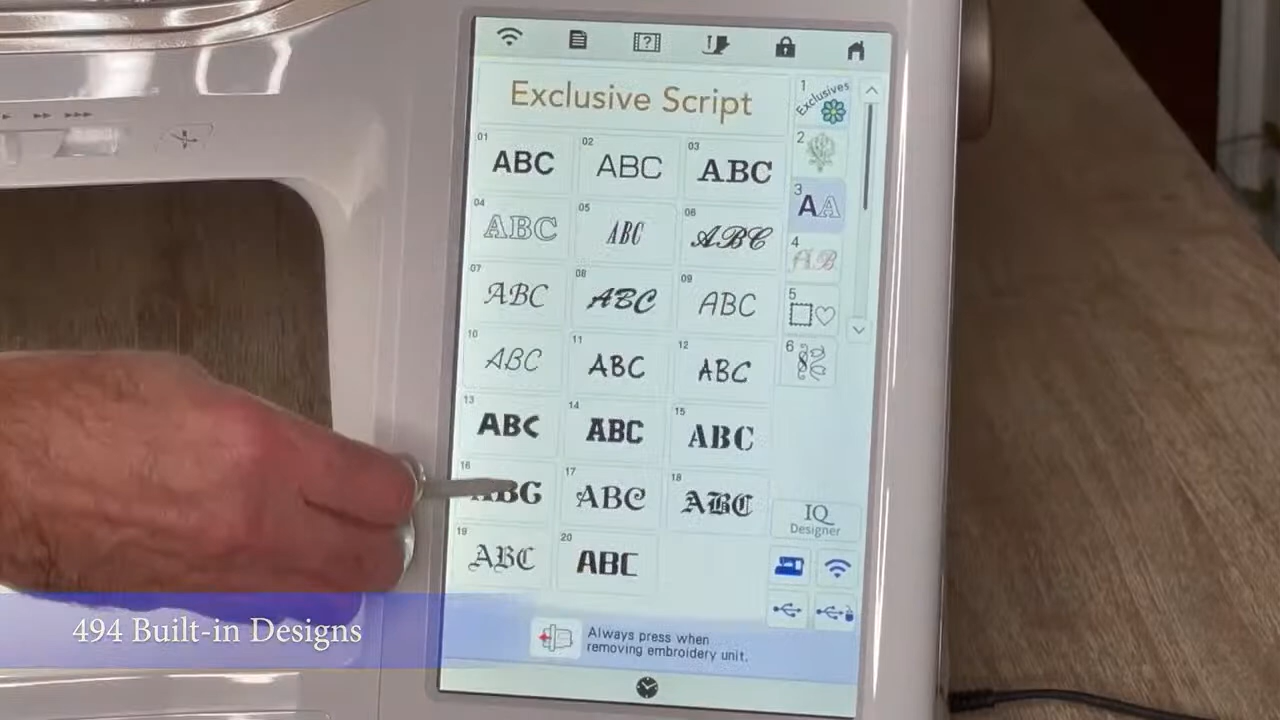 Exclusive Script
1
Exclusives
01
ABC
02
ABC
03
ABC
2
3
AA
04
ABC
05
ABC
06
ABC
4
AB
07
ABC
08
ABC
09
ABC
5
10
ABC
11
ABC
12
ABC
6
13
ABC
14
ABC
15
ABC
16
ABC
17
ABC
18
ABC
IQ
Designer
19
ABC
20
ABC
494 Built-in Designs
Always press when
removing embroidery unit.